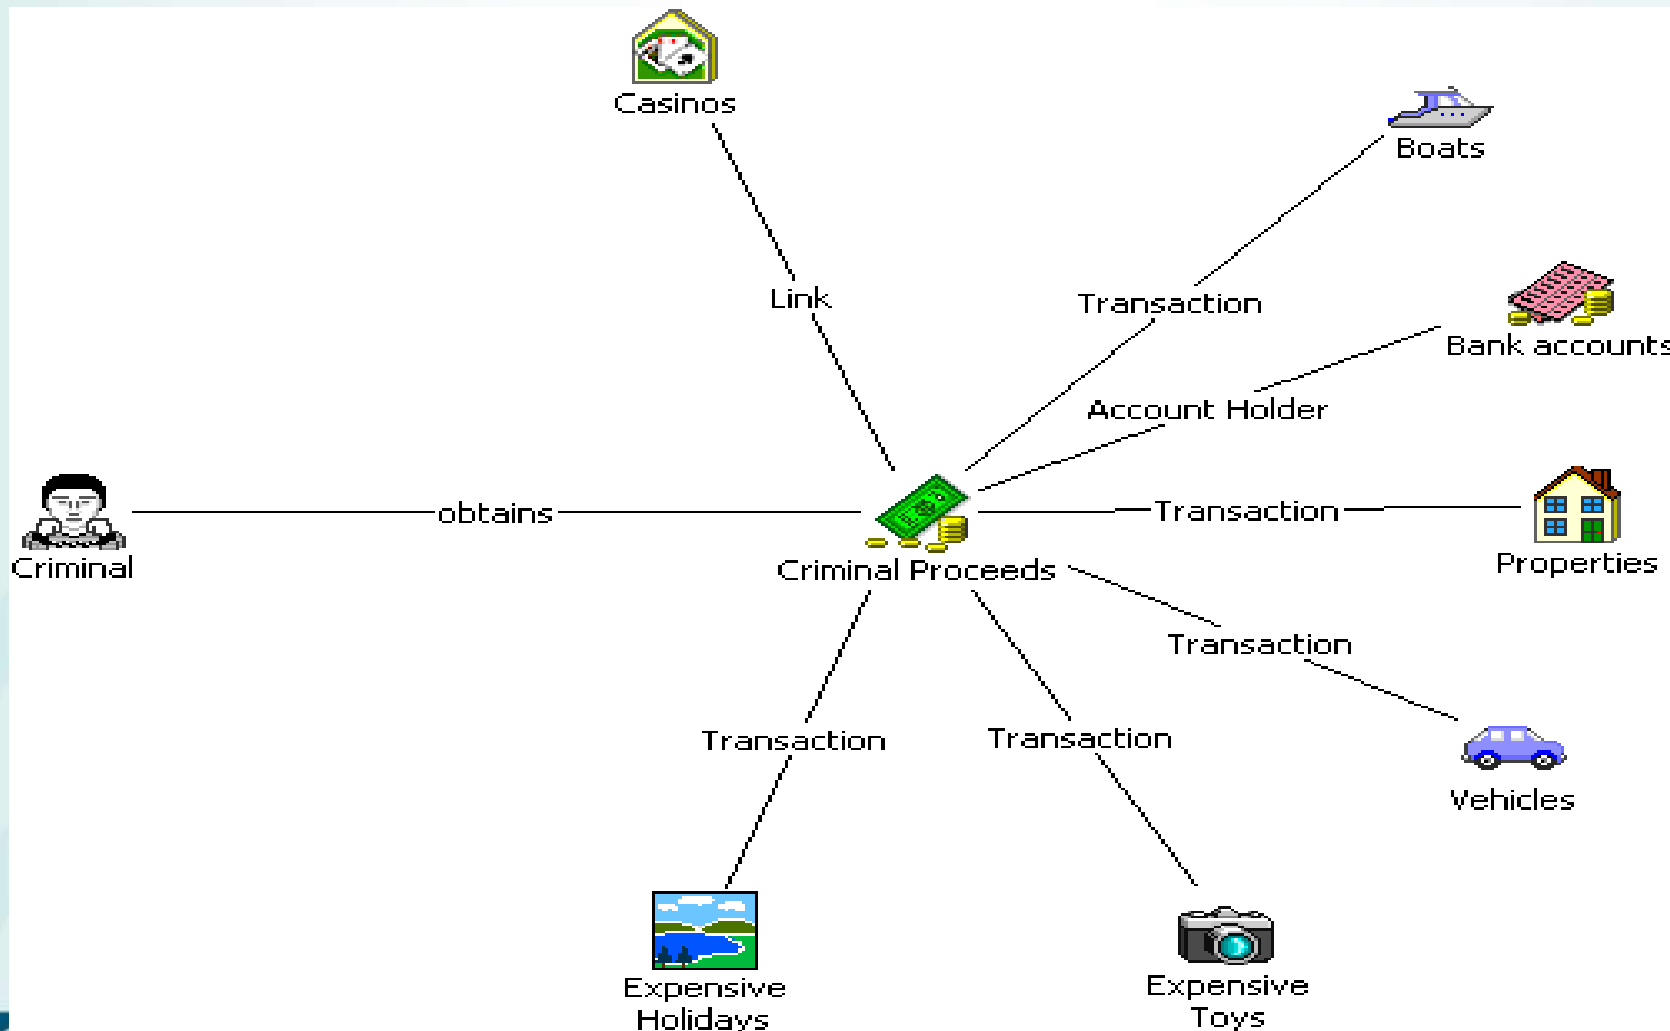 Casinos
Boats
Link
Transaction
Bank accounts
Account Holder
obtains
Transaction
Properties
Criminal
Criminal Proceeds
Transaction
Transaction
Transaction
Vehicles
Expensive
Holidays
Expensive
Toys